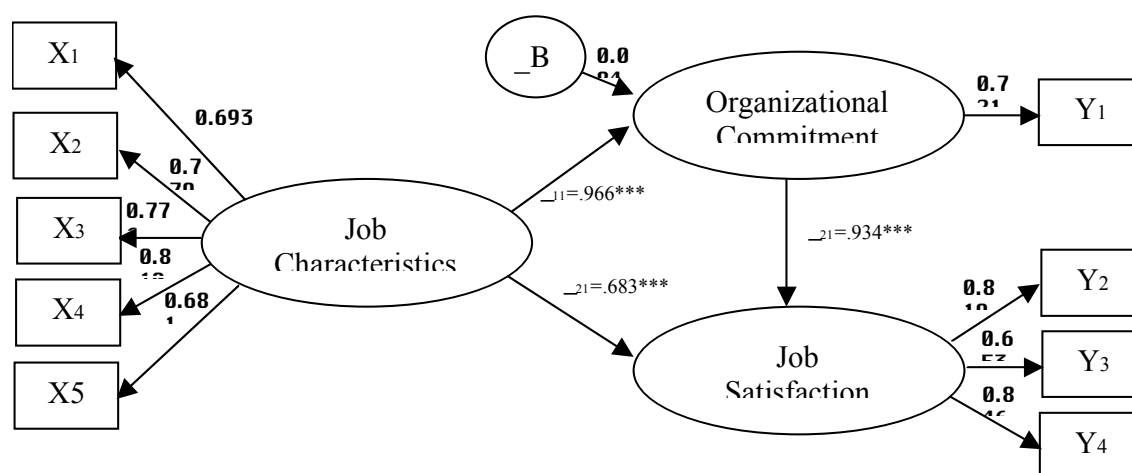 X1
_B
0.0
Organizational
Commitment
0.7
Y1
0.693
X2
0.7
_11=.966***
X3
0.77
Job
Characteristics
_21=.934***
0.8
X4
0.68
1
_21=.683***
0.8
Y2
X5
Job
Satisfaction
0.6
Y3
0.8
Y4